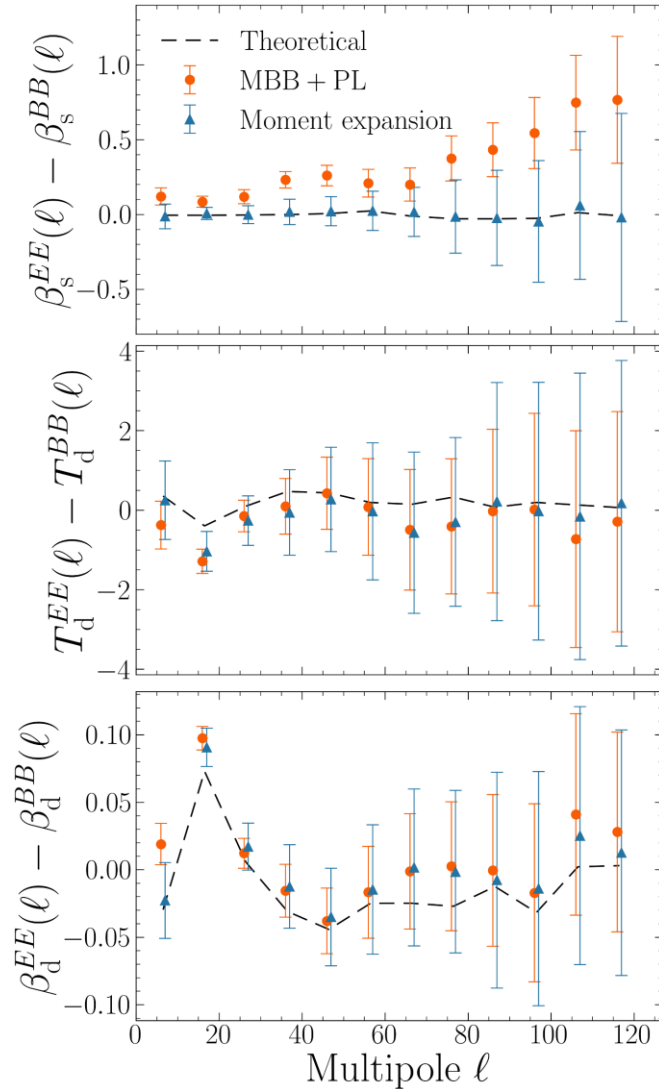 Theoretical
MBB + PL
Moment expansion
β_s^{EE}(ℓ) − β_s^{BB}(ℓ)
1.0
0.5
0.0
−0.5
T_d^{EE}(ℓ) − T_d^{BB}(ℓ)
4
2
0
−2
−4
β_d^{EE}(ℓ) − β_d^{BB}(ℓ)
0.10
0.05
0.00
−0.05
−0.10
0 20 40 60 80 100 120
Multipole ℓ